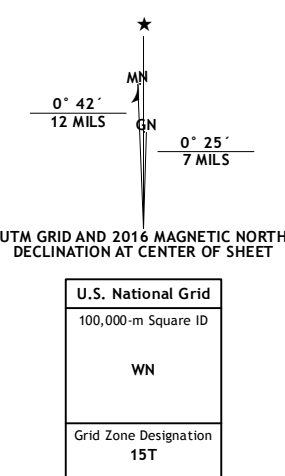 ★
MN
0° 42´
12 MILS
GN
0° 25´
7 MILS
UTM GRID AND 2016 MAGNETIC NORTH
DECLINATION AT CENTER OF SHEET
U.S. National Grid
100,000-m Square ID
WN
Grid Zone Designation
15T